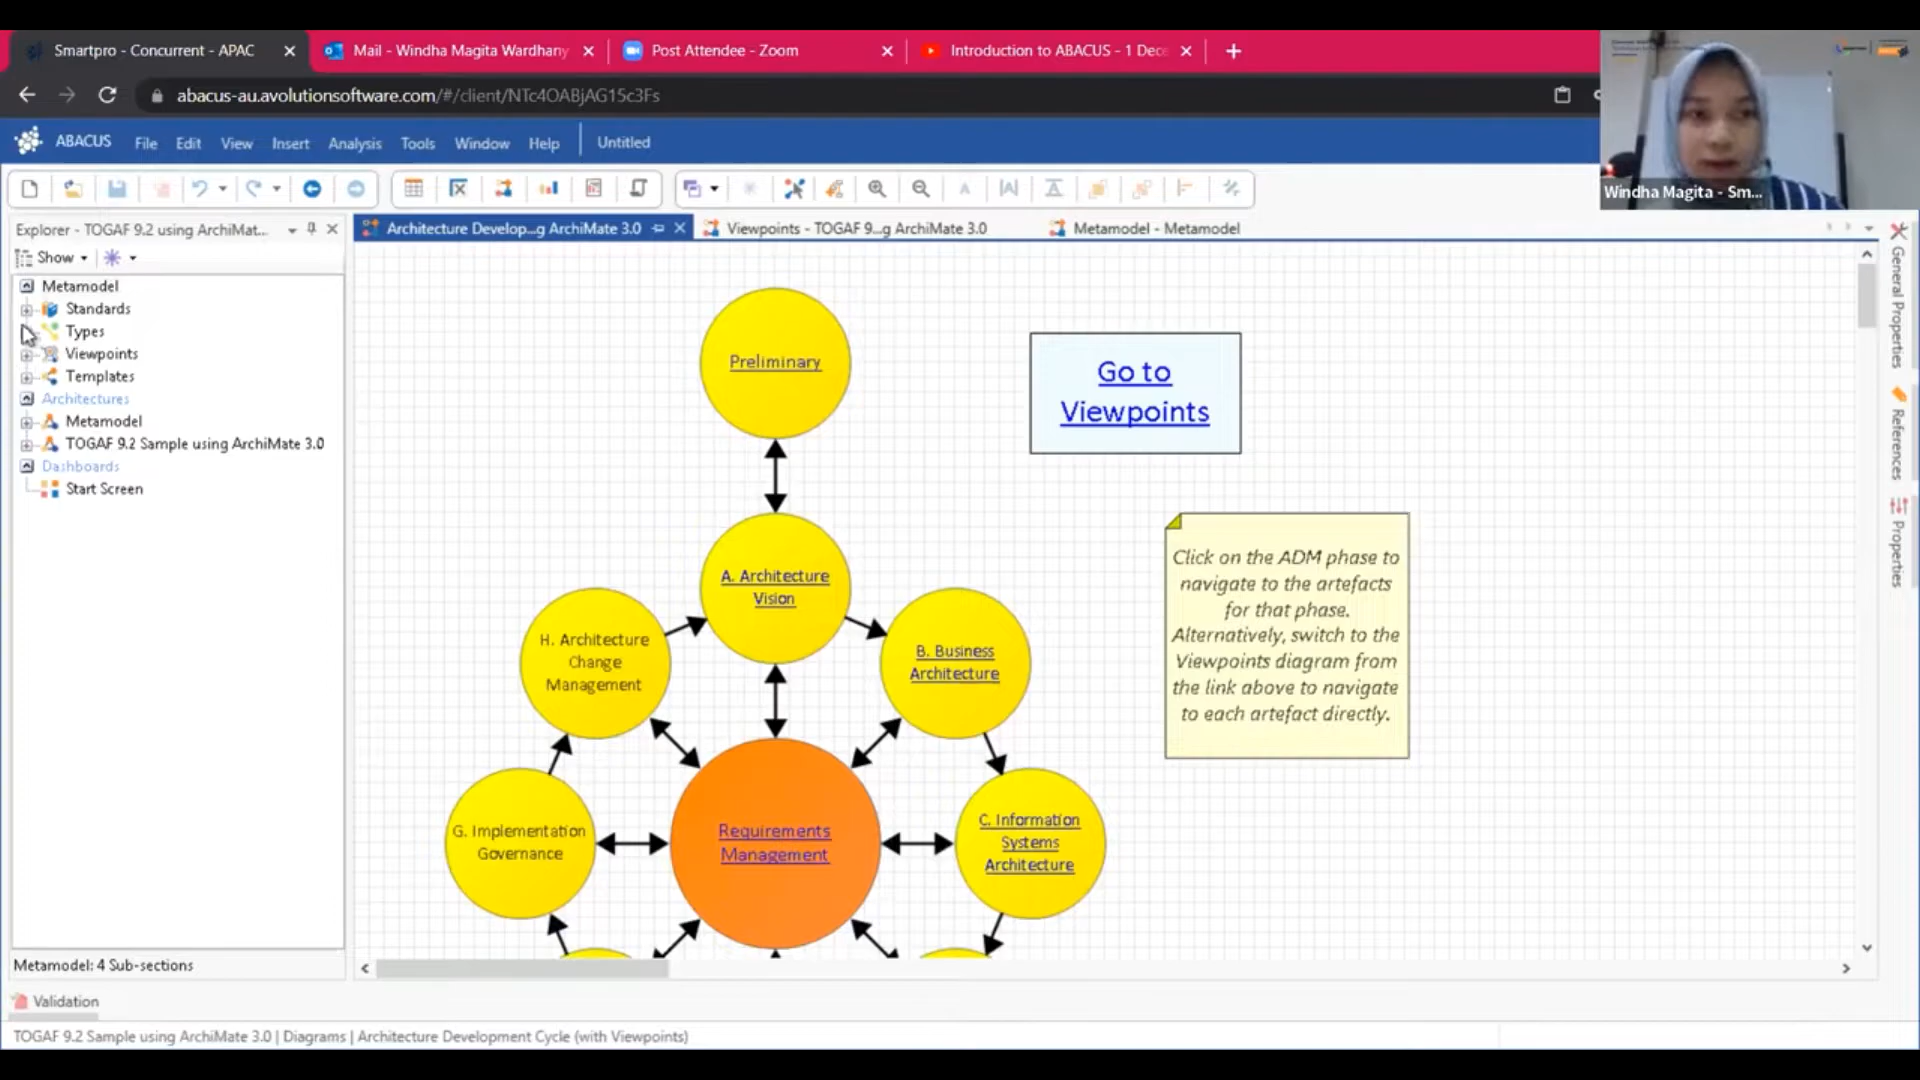 Smartpro - Concurrent - APAC
Mail - Windha Magita Wardhany
Post Attendee - Zoom
Introduction to ABACUS - 1 Dece
abacus-au.avolutionsoftware.com/#/client/NTc4OABjAG15c3Fs
ABACUS File Edit View Insert Analysis Tools Window Help Untitled
Windha Magita - Sm...
Explorer - TOGAF 9.2 using ArchiMat...
Architecture Develop...g ArchiMate 3.0
Viewpoints - TOGAF 9...g ArchiMate 3.0
Metamodel - Metamodel
Show
Metamodel
Standards
Types
Viewpoints
Templates
Architectures
Metamodel
TOGAF 9.2 Sample using ArchiMate 3.0
Dashboards
Start Screen
Preliminary
Go to
Viewpoints
A. Architecture
Vision
H. Architecture
Change
Management
B. Business
Architecture
Click on the ADM phase to
navigate to the artefacts
for that phase.
Alternatively, switch to the
Viewpoints diagram from
the link above to navigate
to each artefact directly.
G. Implementation
Governance
Requirements
Management
C. Information
Systems
Architecture
General Properties
References
Properties
Metamodel: 4 Sub-sections
Validation
TOGAF 9.2 Sample using ArchiMate 3.0 | Diagrams | Architecture Development Cycle (with Viewpoints)